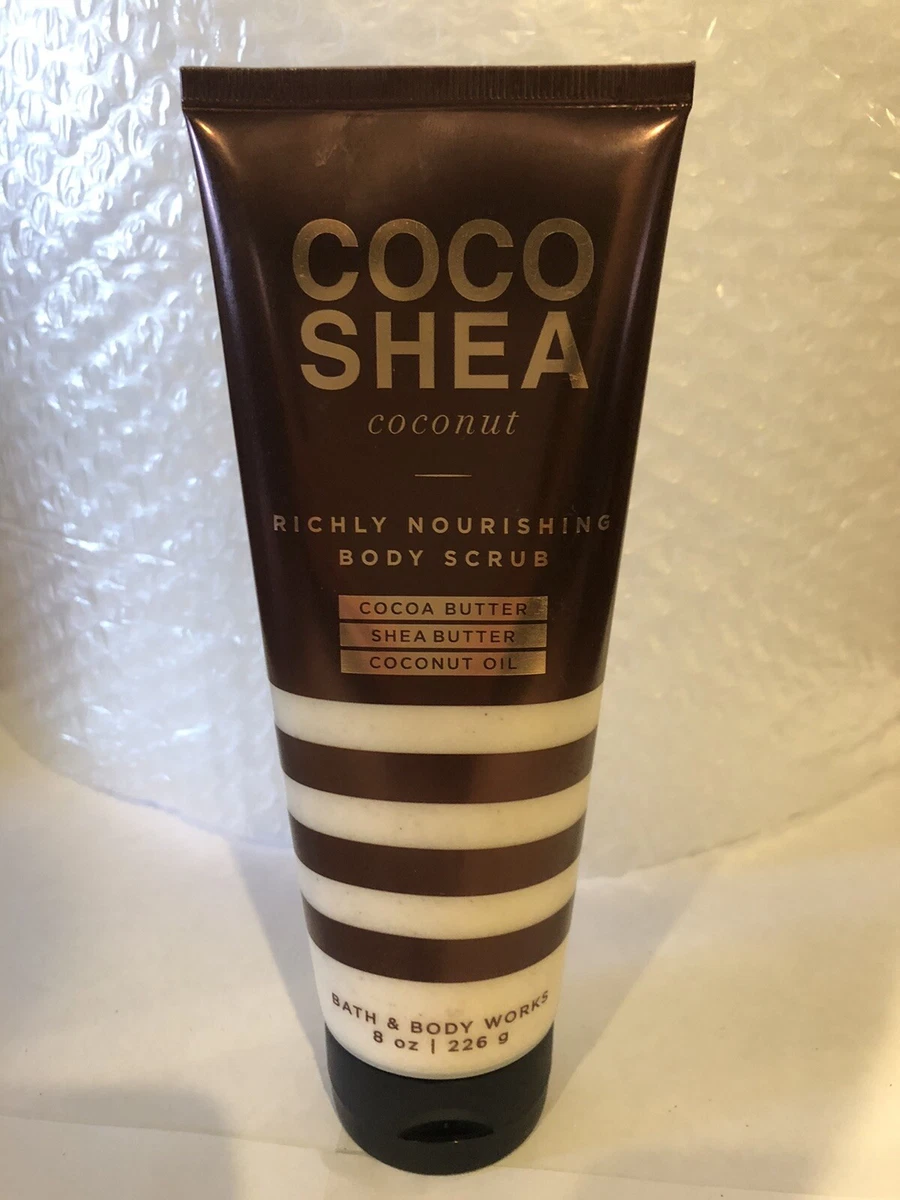 COCO
SHEA
coconut
RICHLY NOURISHING
BODY SCRUB
COCOA BUTTER
SHEA BUTTER
COCONUT OIL
BATH & BODY WORKS
8 oz | 226 g